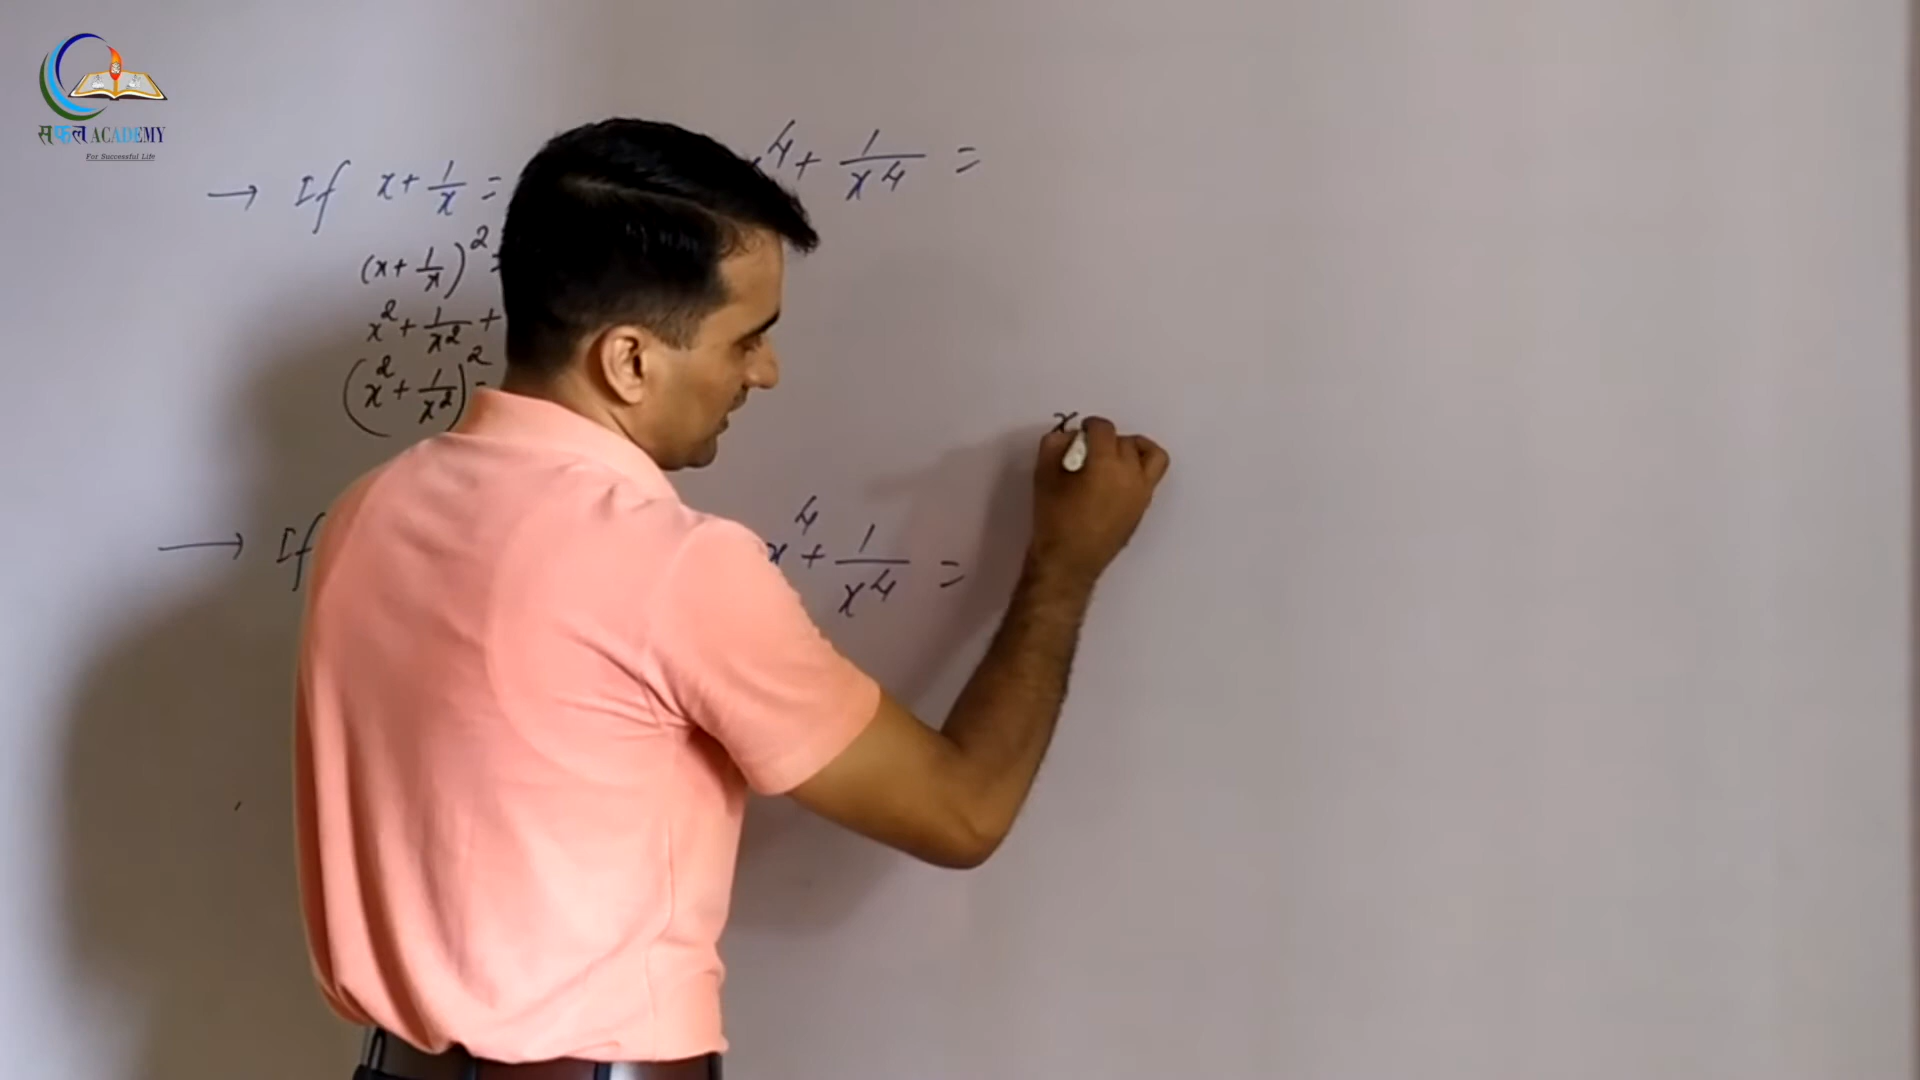 सफल ACADEMY
For Successful Life
→ If x + 1/x = x⁴ + 1/x⁴ =
(x + 1/x)² =
x² + 1/x² +
(x² + 1/x²)² =
→ If x⁴ + 1/x⁴ =
x